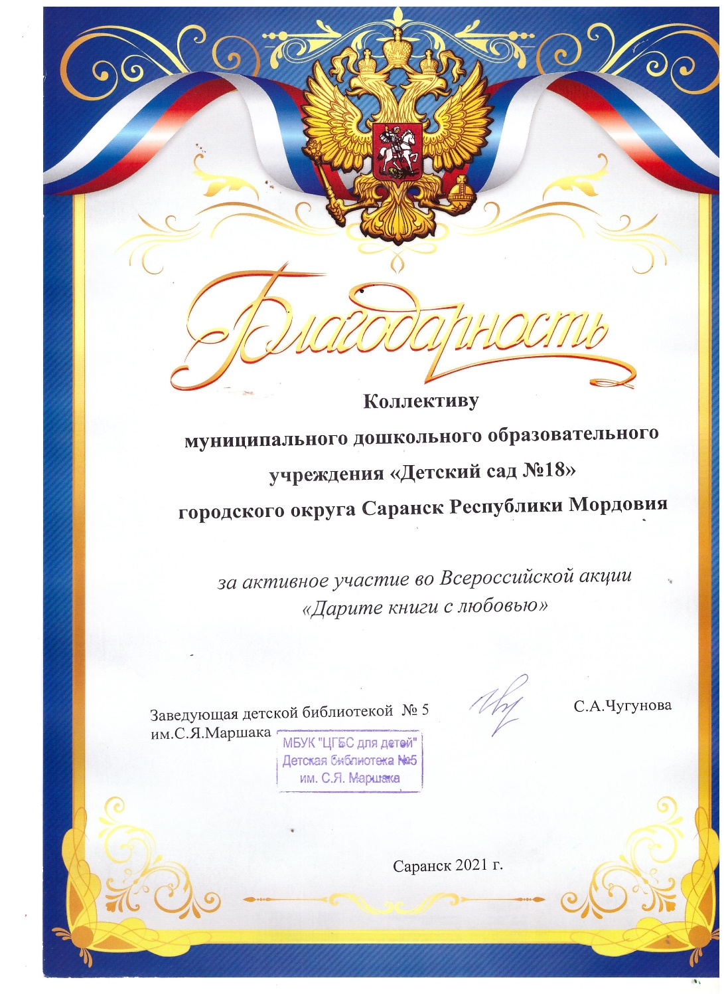 Благодарность
Коллективу
муниципального дошкольного образовательного
учреждения «Детский сад №18»
городского округа Саранск Республики Мордовия
за активное участие во Всероссийской акции
«Дарите книги с любовью»
Заведующая детской библиотекой № 5 С.А.Чугунова
им.С.Я.Маршака
МБУК "ЦГБС для детей"
Детская библиотека №5
им. С.Я. Маршака
Саранск 2021 г.